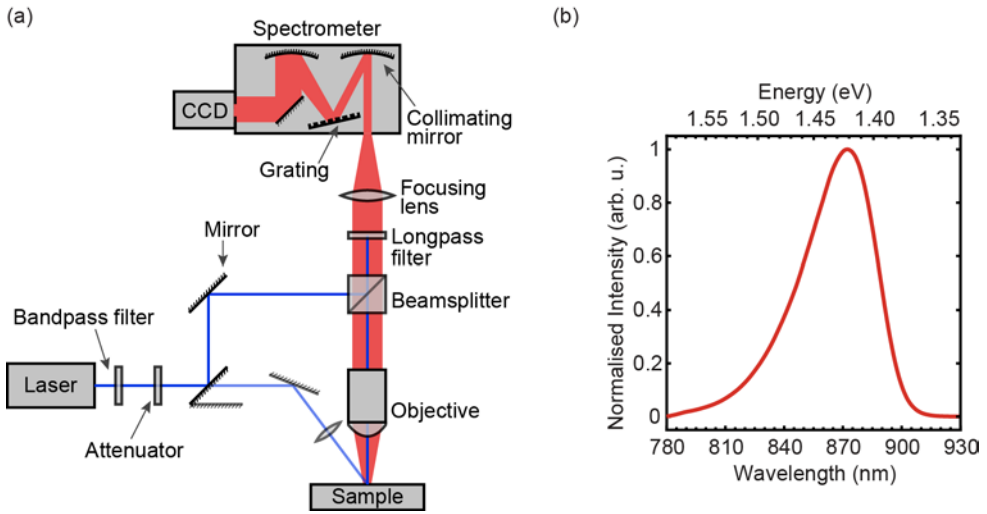 (a)
Spectrometer
CCD
Collimating
mirror
Grating
Focusing
lens
Mirror
Longpass
filter
Beamsplitter
Bandpass filter
Laser
Objective
Attenuator
Sample
(b)
Energy (eV)
1.55 1.50 1.45 1.43 1.40 1.35
Normalised Intensity (arb. u.)
1
0.8
0.6
0.4
0.2
0
780 810 840 870 900 930
Wavelength (nm)